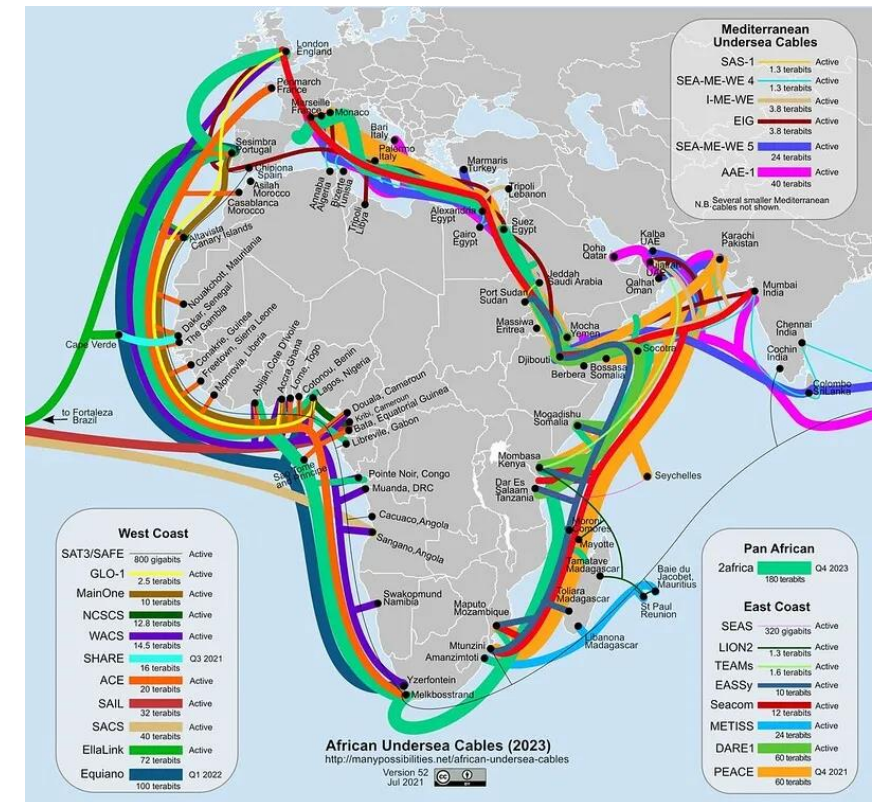 London
England
Penmarch
France
Marseille
France
Monaco
Bari
Italy
Palermo
Italy
Sesimbra
Portugal
Chipiona
Spain
Asilah
Morocco
Casablanca
Morocco
Annaba
Algeria
Bizerte
Tunisia
Tripoli
Libya
Marmaris
Turkey
Tripoli
Lebanon
Alexandria
Egypt
Cairo
Egypt
Suez
Egypt
Altavista
Canary Islands
Nouakchott, Mauritania
Dakar, Senegal
The Gambia
Cape Verde
Conakrie, Guinea
Freetown, Sierra Leone
Monrovia, Liberia
Abijan, Cote D'ivoire
Accra, Ghana
Lome, Togo
Cotonou, Benin
Lagos, Nigeria
Douala, Camaroun
Kribi, Cameroun
Bata, Equatorial Guinea
Libreville, Gabon
Sao Tome
and Principe
Pointe Noir, Congo
Muanda, DRC
Cacuaco, Angola
Sangano, Angola
Swakopmund
Namibia
Yzerfontein
Melkbosstrand
to Fortaleza
Brazil
Jeddah
Saudi Arabia
Port Sudan
Sudan
Massiwa
Eritrea
Mocha
Yemen
Djibouti
Berbera
Bossasa
Somalia
Socotra
Doha
Qatar
Kalba
UAE
UAE
Qalhat
Oman
Karachi
Pakistan
Mumbai
India
Chennai
India
Cochin
India
Colombo
Sri Lanka
Mogadishu
Somalia
Mombasa
Kenya
Dar Es
Salaam
Tanzania
Seychelles
Moroni
Comores
Mayotte
Tamatave
Madagascar
Toliara
Madagascar
Libanona
Madagascar
Baie du
Jacobet,
Mauritius
St Paul
Reunion
Maputo
Mozambique
Mtunzini
Amanzimtoti
Mediterranean
Undersea Cables
SAS-1 Active
1.3 terabits
SEA-ME-WE 4 Active
1.3 terabits
I-ME-WE Active
3.8 terabits
EIG Active
3.8 terabits
SEA-ME-WE 5 Active
24 terabits
AAE-1 Active
40 terabits
N.B. Several smaller Mediterranean
cables not shown.
West Coast
SAT3/SAFE Active
800 gigabits
GLO-1 Active
2.5 terabits
MainOne Active
10 terabits
NCSCS Active
12.8 terabits
WACS Active
14.5 terabits
SHARE Q3 2021
16 terabits
ACE Active
20 terabits
SAIL Active
32 terabits
SACS Active
40 terabits
EllaLink Active
72 terabits
Equiano Q1 2022
100 terabits
Pan African
2africa Q4 2023
180 terabits
East Coast
SEAS Active
320 gigabits
LION2 Active
1.3 terabits
TEAMs Active
1.6 terabits
EASSy Active
10 terabits
Seacom Active
12 terabits
METISS Active
24 terabits
DARE1 Active
60 terabits
PEACE Q4 2021
60 terabits
African Undersea Cables (2023)
http://manypossibilities.net/african-undersea-cables
Version 52
Jul 2021
cc
BY